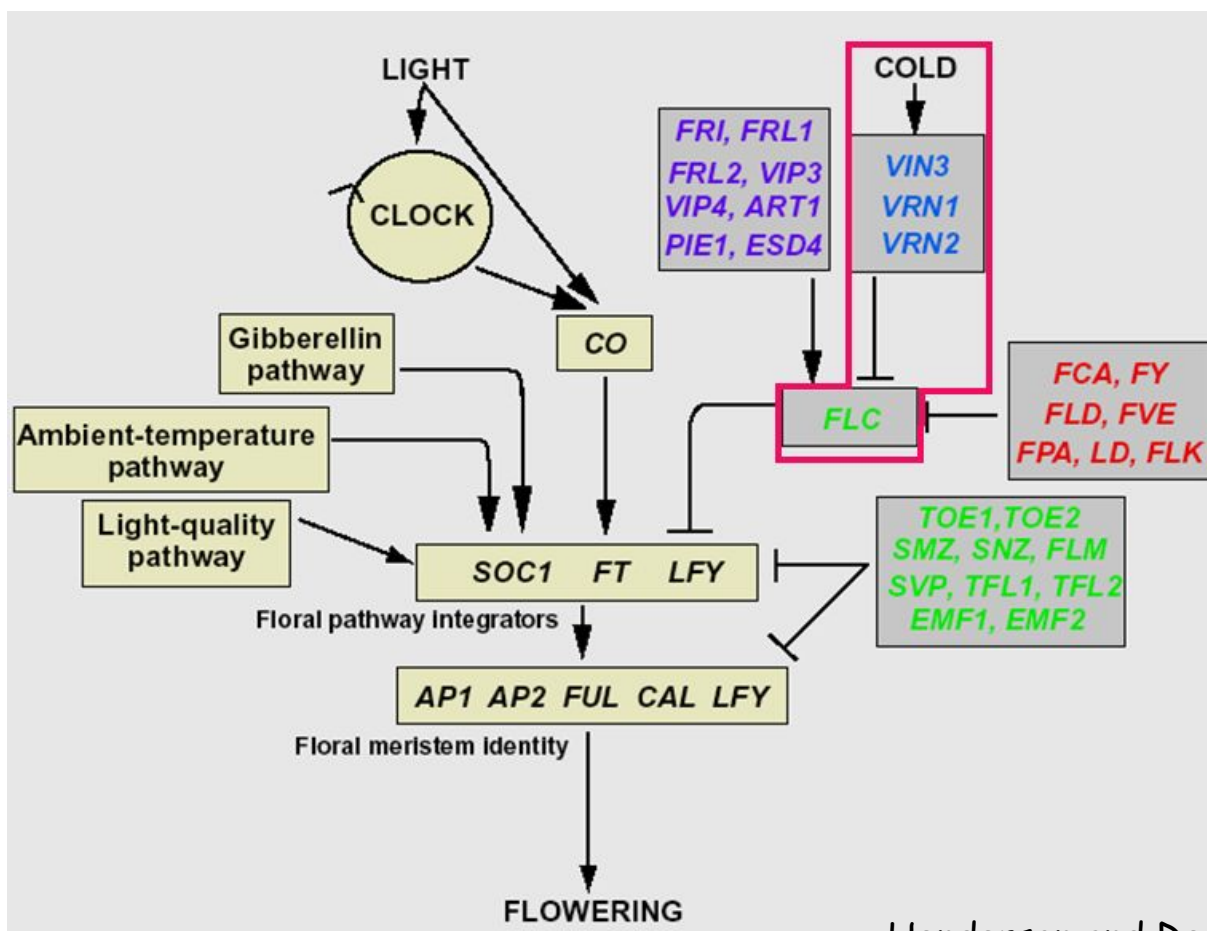 LIGHT
COLD
FRI, FRL1
FRL2, VIP3
VIP4, ART1
PIE1, ESD4
VIN3
VRN1
VRN2
CLOCK
Gibberellin
pathway
CO
FCA, FY
FLD, FVE
FPA, LD, FLK
FLC
Ambient-temperature
pathway
Light-quality
pathway
TOE1,TOE2
SMZ, SNZ, FLM
SVP, TFL1, TFL2
EMF1, EMF2
SOC1 FT LFY
Floral pathway integrators
AP1 AP2 FUL CAL LFY
Floral meristem identity
FLOWERING
and